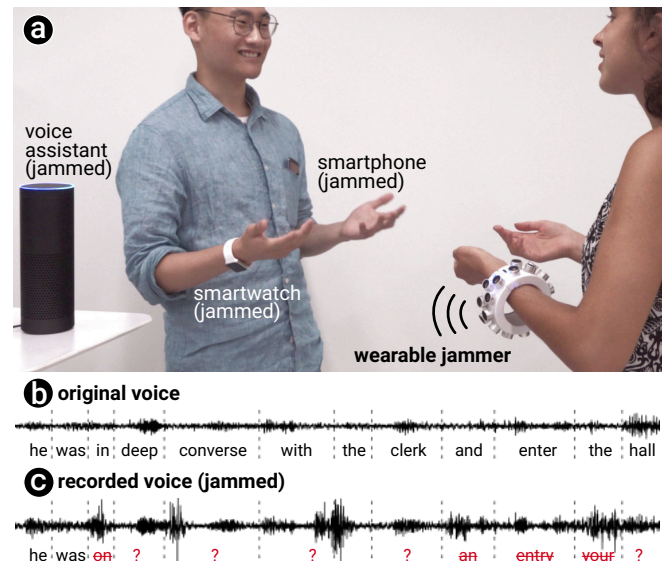 a
voice
assistant
(jammed)
smartphone
(jammed)
smartwatch
(jammed)
wearable jammer
b original voice
he was in deep converse with the clerk and enter the hall
c recorded voice (jammed)
he was on ? ? ? ? an entry your ?